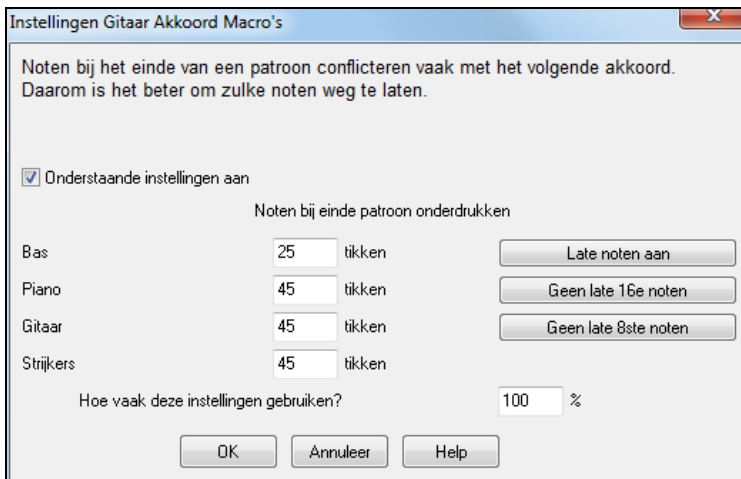 Instellingen Gitaar Akkoord Macro's
Noten bij het einde van een patroon conflicteren vaak met het volgende akkoord.
Daarom is het beter om zulke noten weg te laten.
Onderstaande instellingen aan
Noten bij einde patroon onderdrukken
Bas 25 tikken Late noten aan
Piano 45 tikken Geen late 16e noten
Gitaar 45 tikken Geen late 8ste noten
Strijkers 45 tikken
Hoe vaak deze instellingen gebruiken? 100 %
OK Annuleer Help